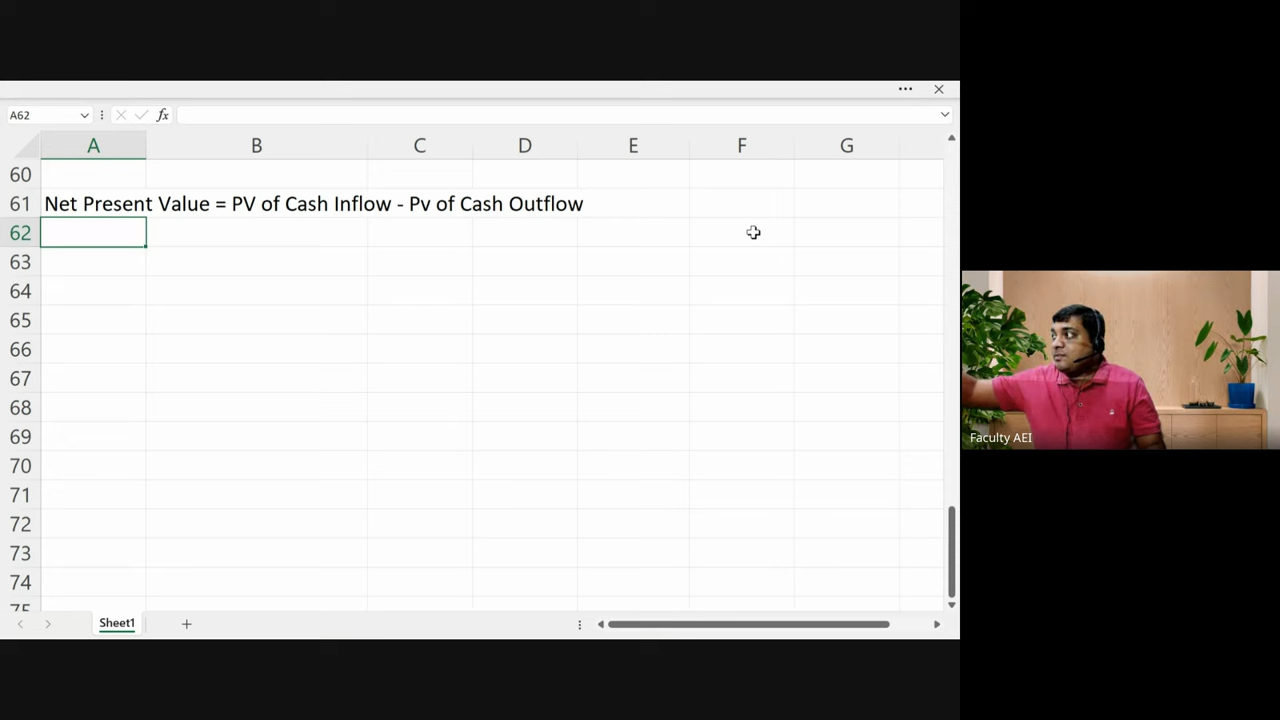 A62
fx
A B C D E F G
60
61 Net Present Value = PV of Cash Inflow - Pv of Cash Outflow
62
63
64
65
66
67
68
69
70
71
72
73
74
75
Sheet1
Faculty AEI